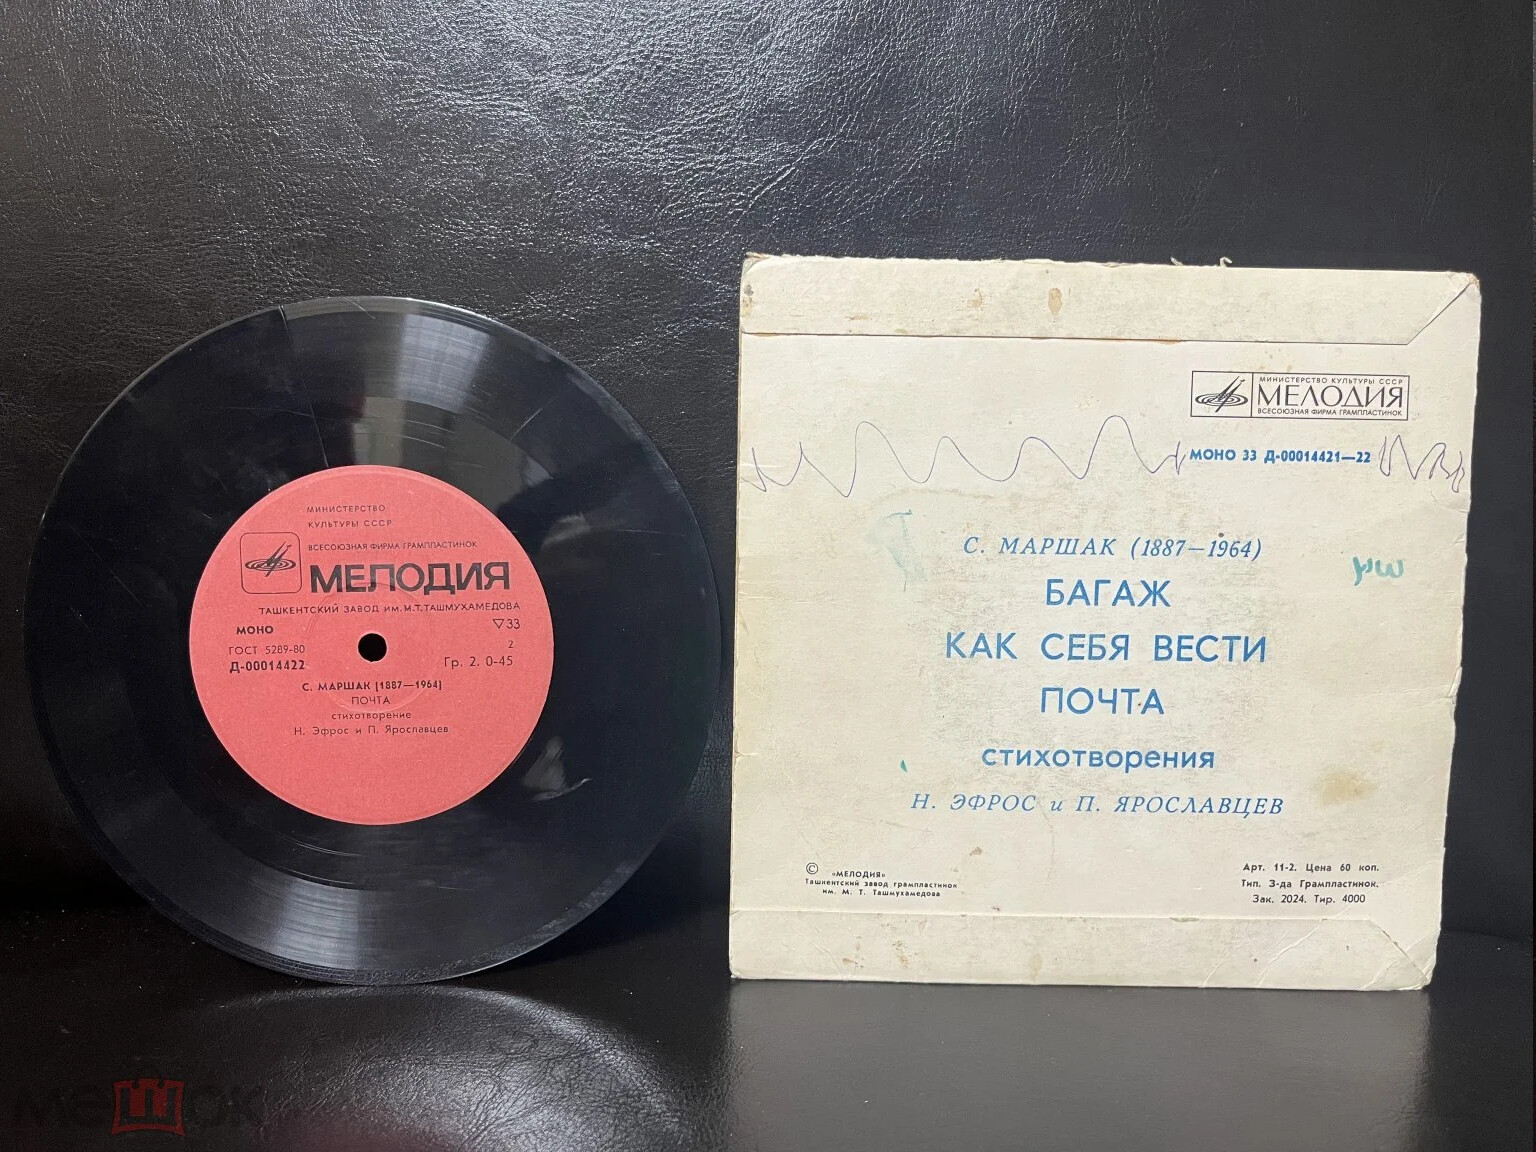 МИНИСТЕРСТВО
КУЛЬТУРЫ СССР
ВСЕСОЮЗНАЯ ФИРМА ГРАМПЛАСТИНОК
МЕЛОДИЯ
ТАШКЕНТСКИЙ ЗАВОД ИМ.М.Т.ТАШМУХАМЕДОВА
МОНО
▽33
ГОСТ 5289-80
2
Д-00014422
Гр. 2. 0-45
С. МАРШАК (1887—1964)
ПОЧТА
стихотворение
Н. Эфрос и П. Ярославцев
МИНИСТЕРСТВО КУЛЬТУРЫ СССР
МЕЛОДИЯ
ВСЕСОЮЗНАЯ ФИРМА ГРАМПЛАСТИНОК
МОНО 33 Д-00014421—22
С. МАРШАК (1887—1964)
БАГАЖ
КАК СЕБЯ ВЕСТИ
ПОЧТА
стихотворения
Н. ЭФРОС и П. ЯРОСЛАВЦЕВ
© «МЕЛОДИЯ»
Ташкентский завод грампластинок
им. М. Т. Ташмухамедова
Арт. 11-2. Цена 60 коп.
Тип. З-да Грампластинок.
Зак. 2024. Тир. 4000
мешок